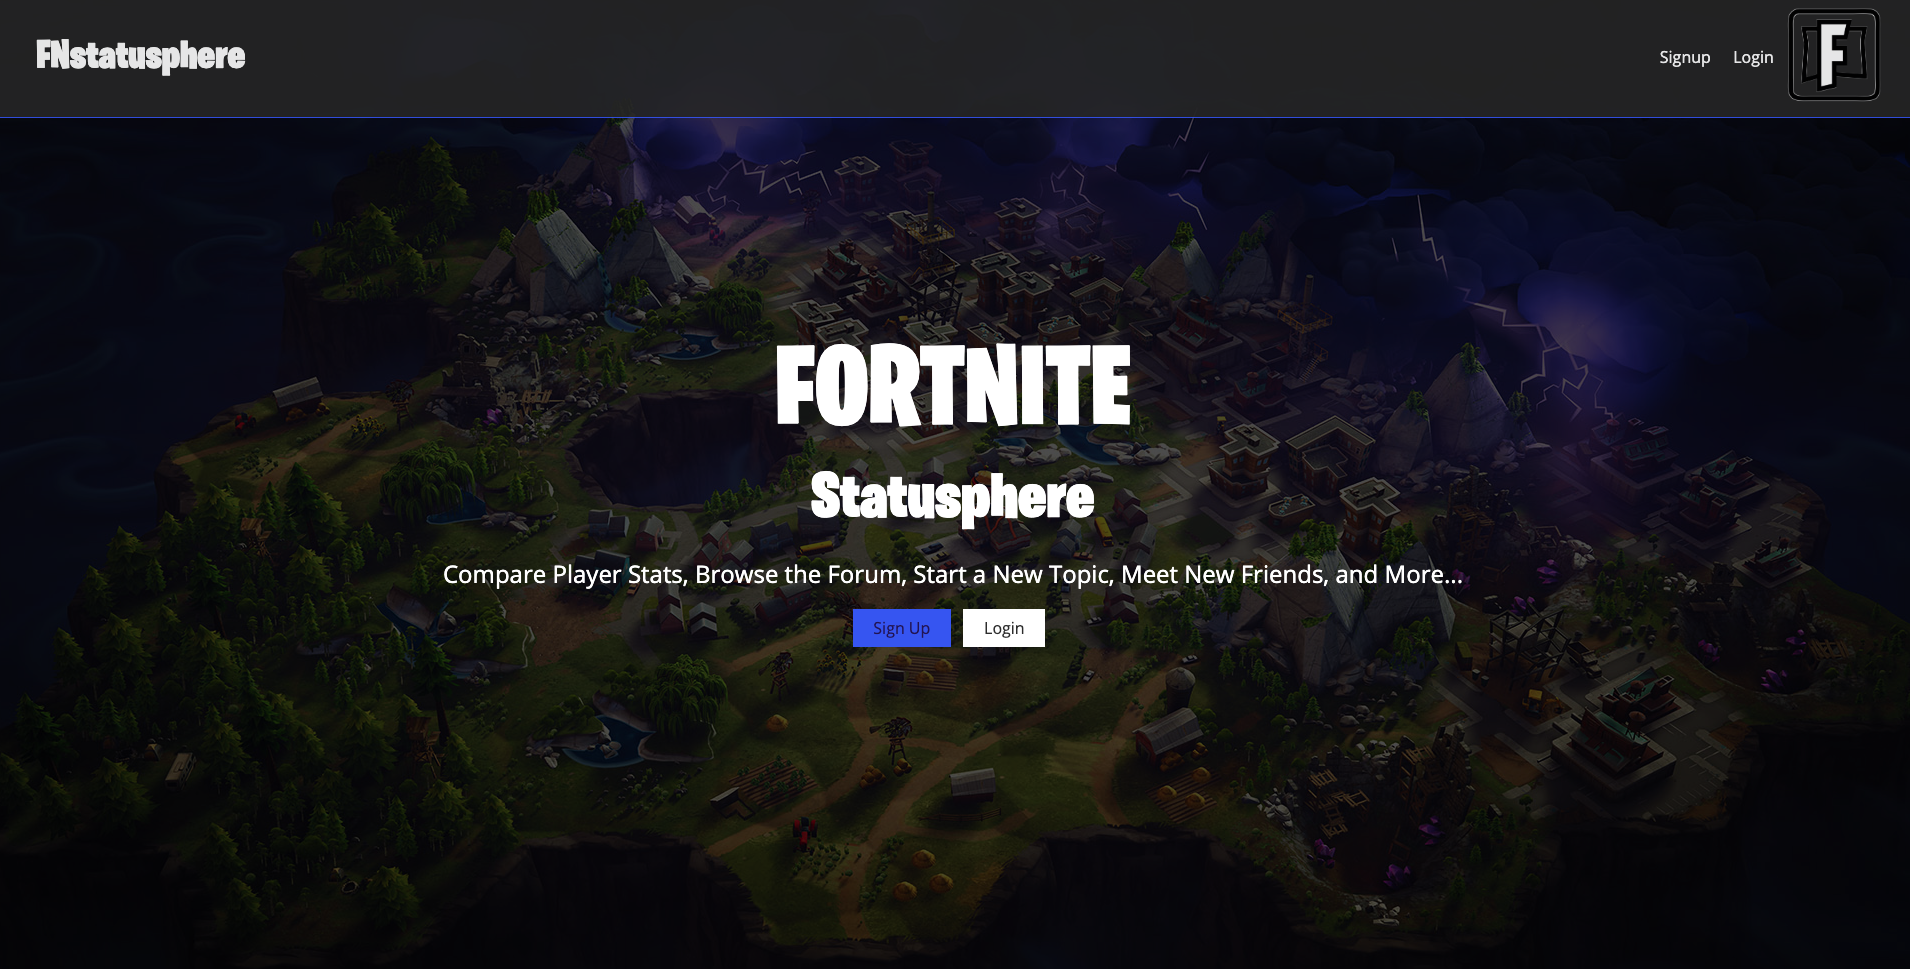 FNstatusphere
Signup Login
F
FORTNITE
Statusphere
Compare Player Stats, Browse the Forum, Start a New Topic, Meet New Friends, and More...
Sign Up Login